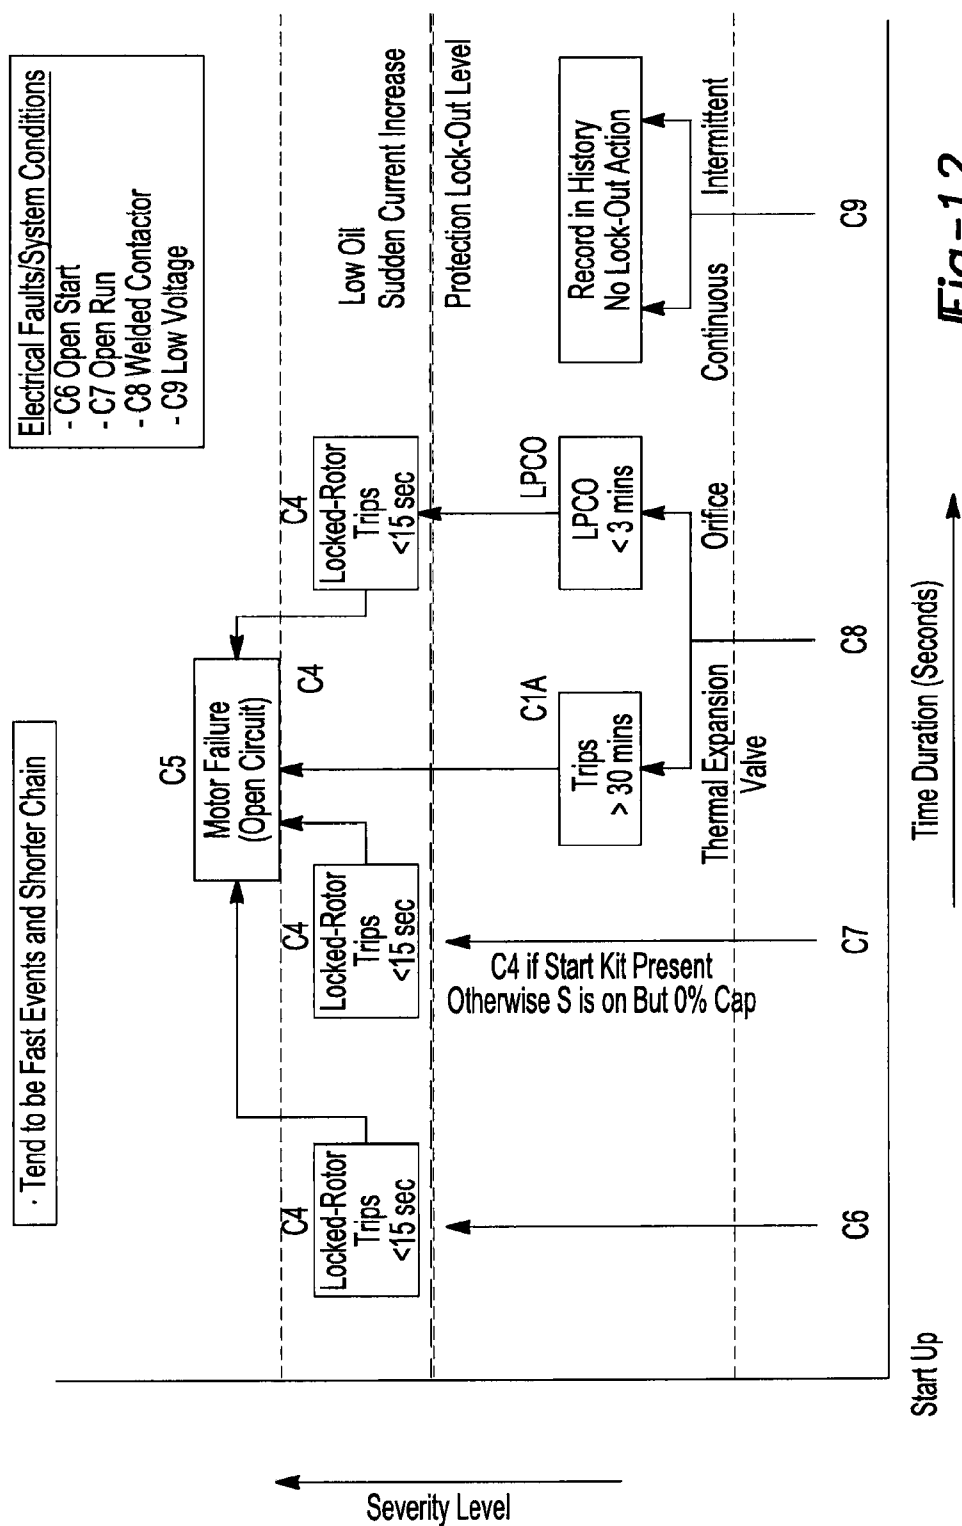 · Tend to be Fast Events and Shorter Chain
Electrical Faults/System Conditions
- C6 Open Start
- C7 Open Run
- C8 Welded Contactor
- C9 Low Voltage
C5
Motor Failure
(Open Circuit)
C4
Locked-Rotor
Trips
<15 sec
C4
Locked-Rotor
Trips
<15 sec
C4
C4
Locked-Rotor
Trips
<15 sec
Low Oil
Sudden Current Increase
Protection Lock-Out Level
C4 if Start Kit Present
Otherwise S is on But 0% Cap
C1A
Trips
> 30 mins
LPCO
LPCO
< 3 mins
Record in History
No Lock-Out Action
Thermal Expansion
Valve
Orifice
Continuous
Intermittent
C6
C7
C8
C9
Severity Level
Start Up
Time Duration (Seconds)
Fig-12